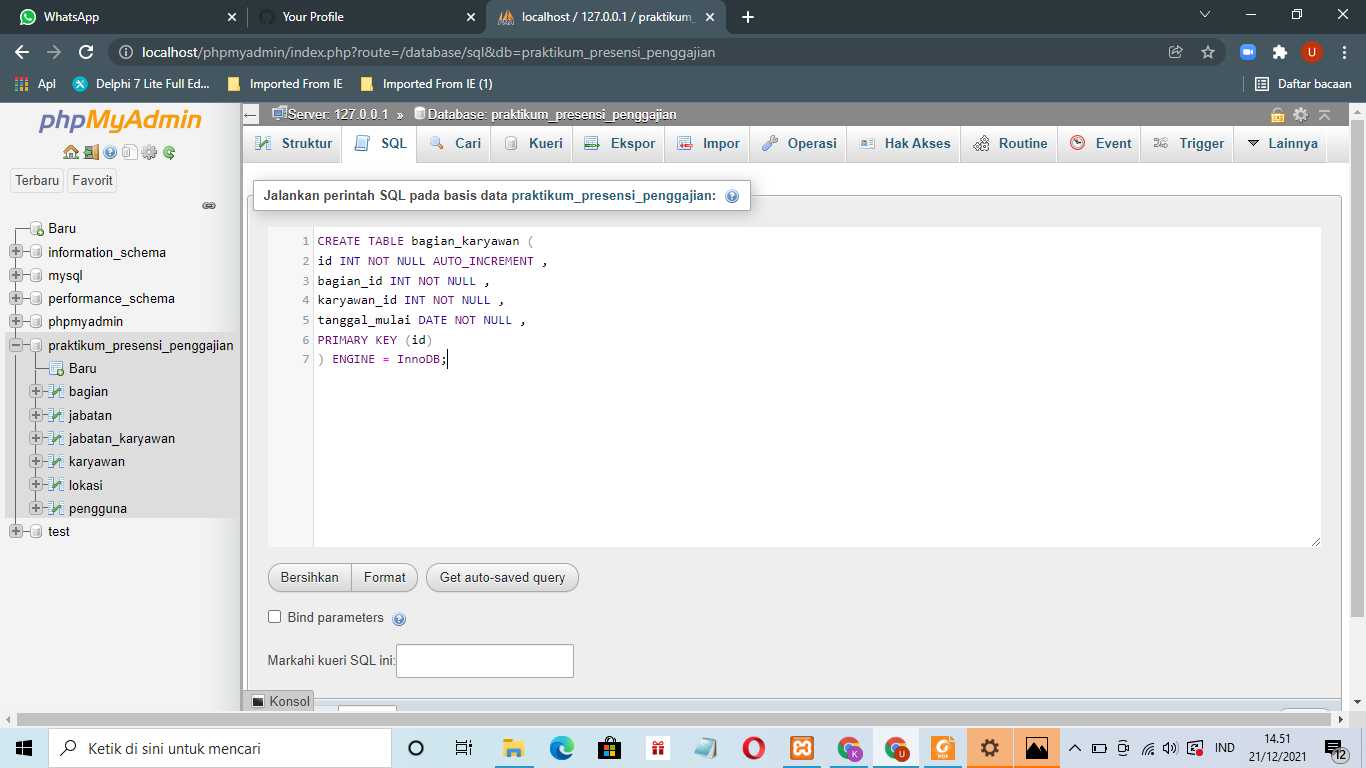 WhatsApp
Your Profile
localhost / 127.0.0.1 / praktikum_
localhost/phpmyadmin/index.php?route=/database/sql&db=praktikum_presensi_penggajian
U
Apl
Delphi 7 Lite Full Ed...
Imported From IE
Imported From IE (1)
Daftar bacaan
phpMyAdmin
Server: 127.0.0.1 » Database: praktikum_presensi_penggajian
Struktur
SQL
Cari
Kueri
Ekspor
Impor
Operasi
Hak Akses
Routine
Event
Trigger
Lainnya
Terbaru
Favorit
Baru
information_schema
mysql
performance_schema
phpmyadmin
praktikum_presensi_penggajian
Baru
bagian
jabatan
jabatan_karyawan
karyawan
lokasi
pengguna
test
Jalankan perintah SQL pada basis data praktikum_presensi_penggajian:
1 CREATE TABLE bagian_karyawan (
2 id INT NOT NULL AUTO_INCREMENT ,
3 bagian_id INT NOT NULL ,
4 karyawan_id INT NOT NULL ,
5 tanggal_mulai DATE NOT NULL ,
6 PRIMARY KEY (id)
7 ) ENGINE = InnoDB;
Bersihkan
Format
Get auto-saved query
Bind parameters
Markahi kueri SQL ini:
Konsol
Ketik di sini untuk mencari
K
U
PDF
IND
14.51
21/12/2021
12